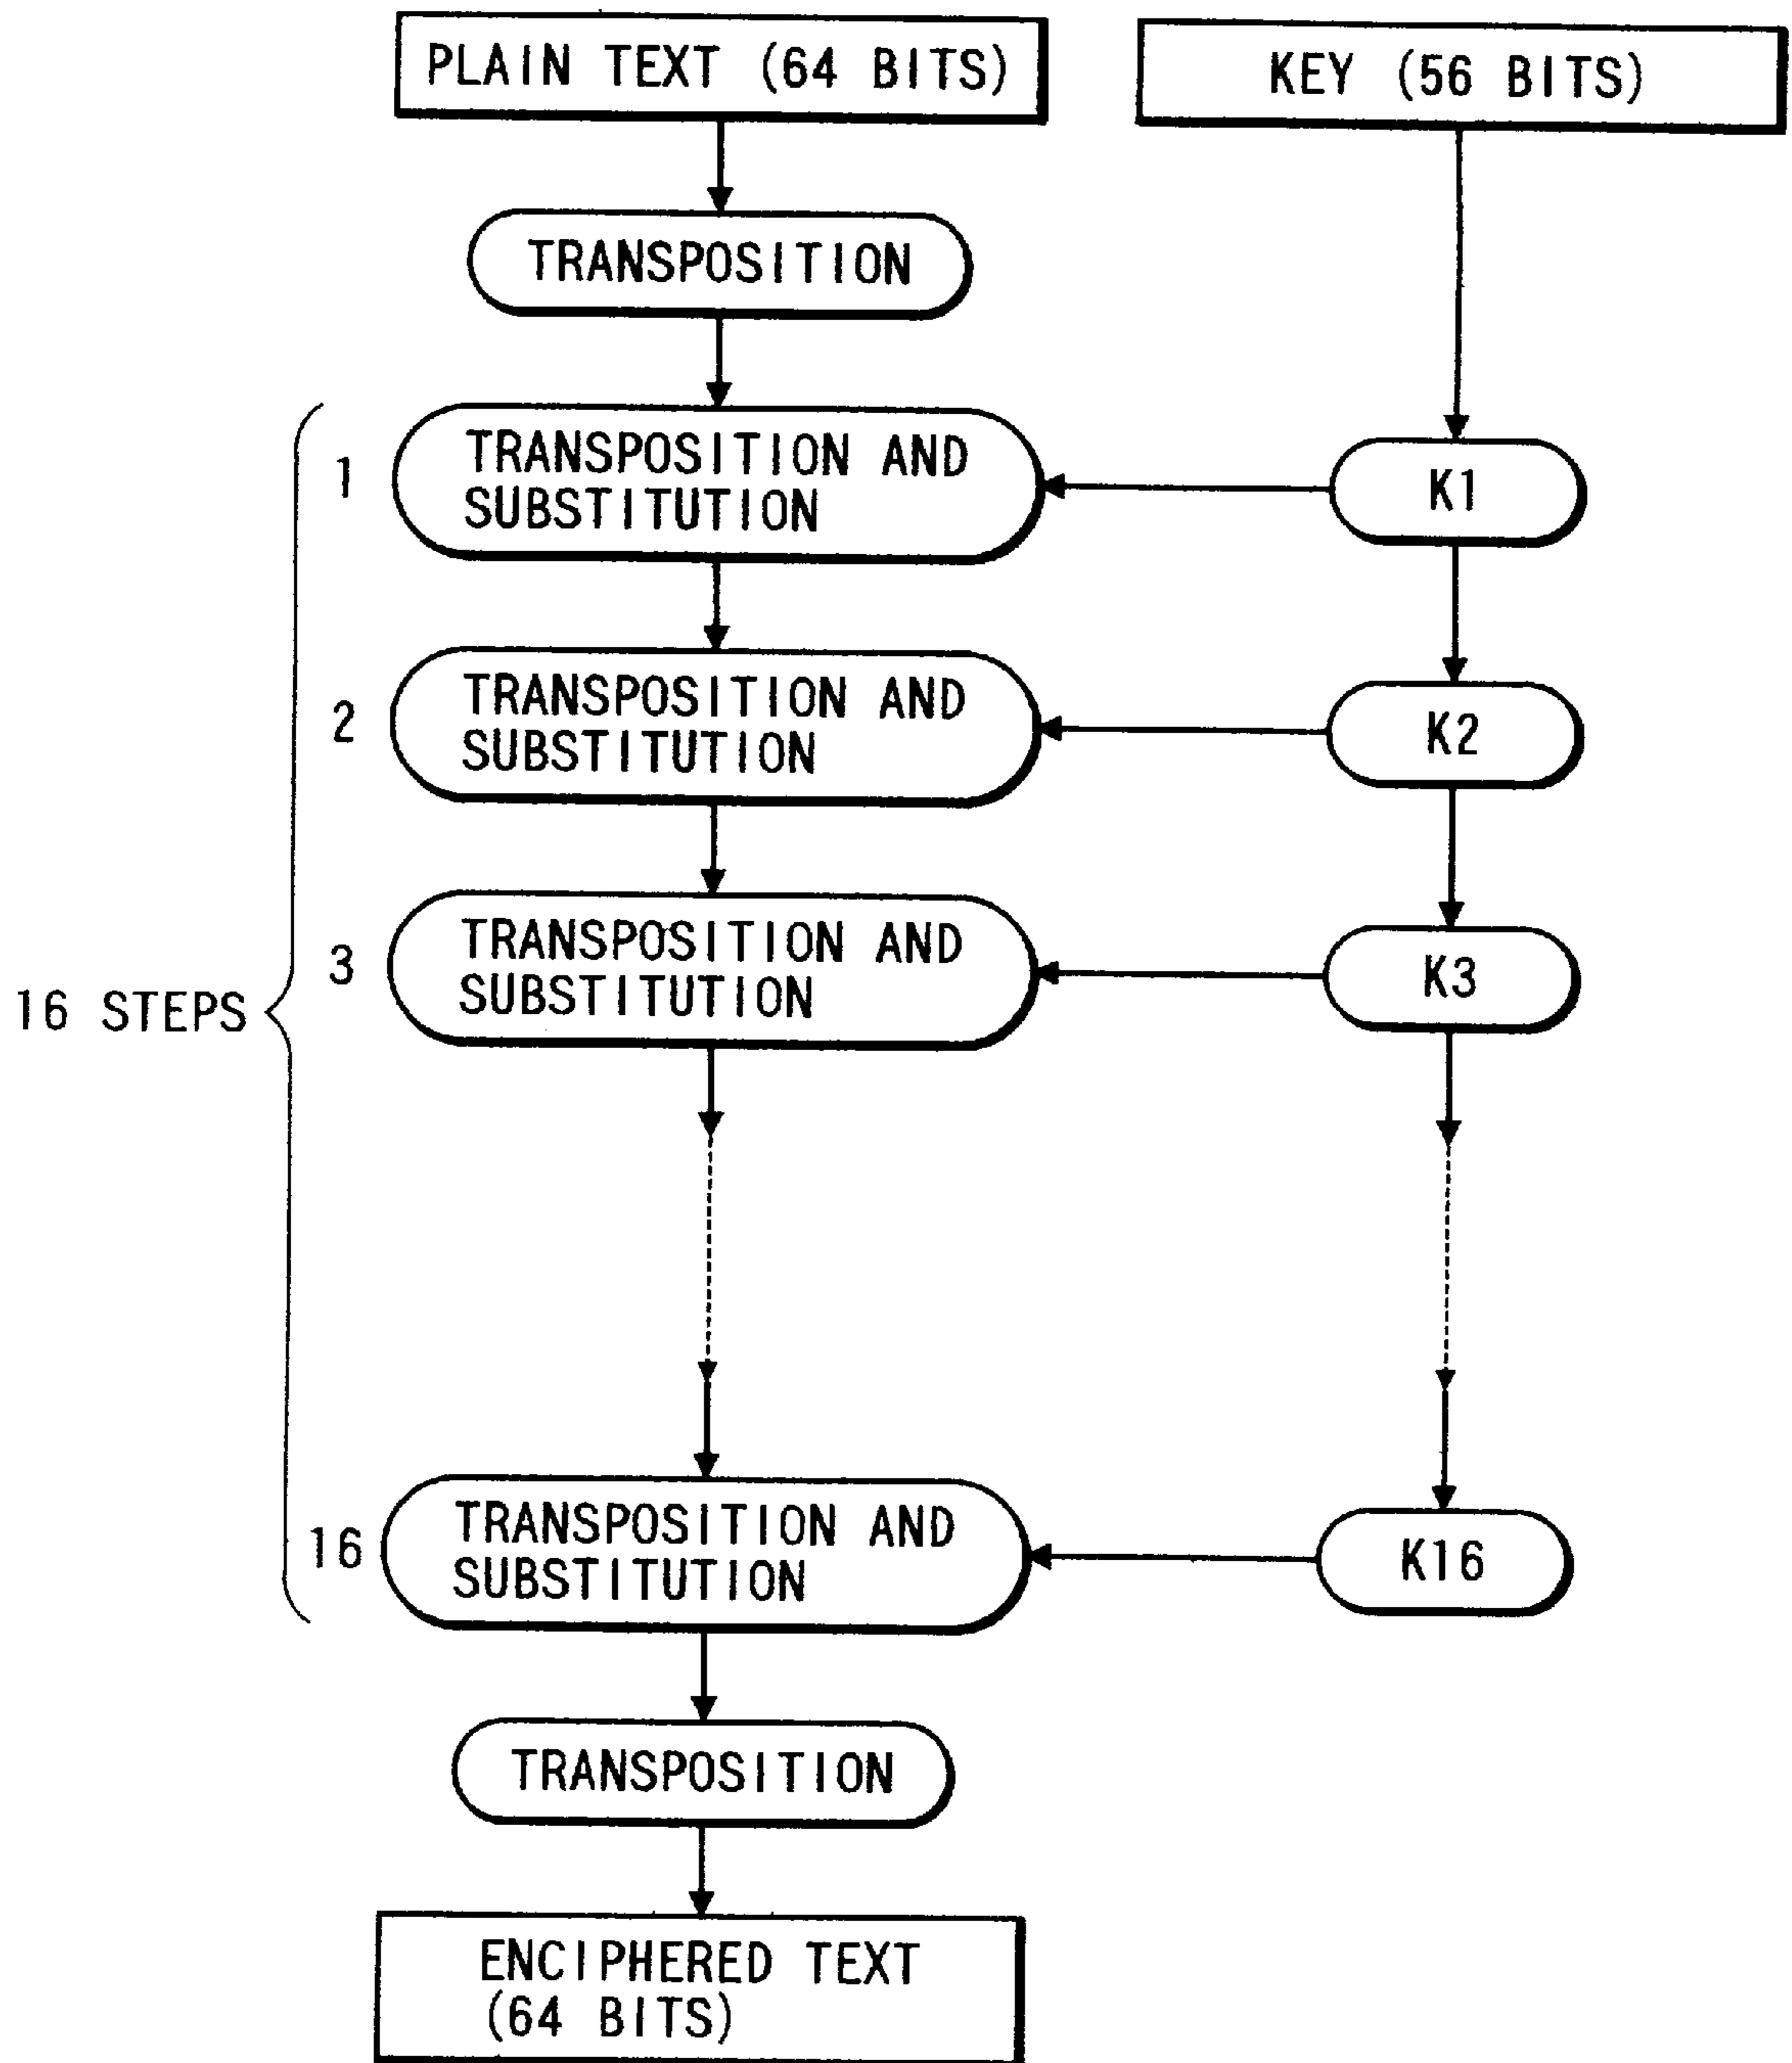 PLAIN TEXT (64 BITS)
KEY (56 BITS)
TRANSPOSITION
1
TRANSPOSITION AND
SUBSTITUTION
K1
2
TRANSPOSITION AND
SUBSTITUTION
K2
3
TRANSPOSITION AND
SUBSTITUTION
K3
16 STEPS
16
TRANSPOSITION AND
SUBSTITUTION
K16
TRANSPOSITION
ENCIPHERED TEXT
(64 BITS)